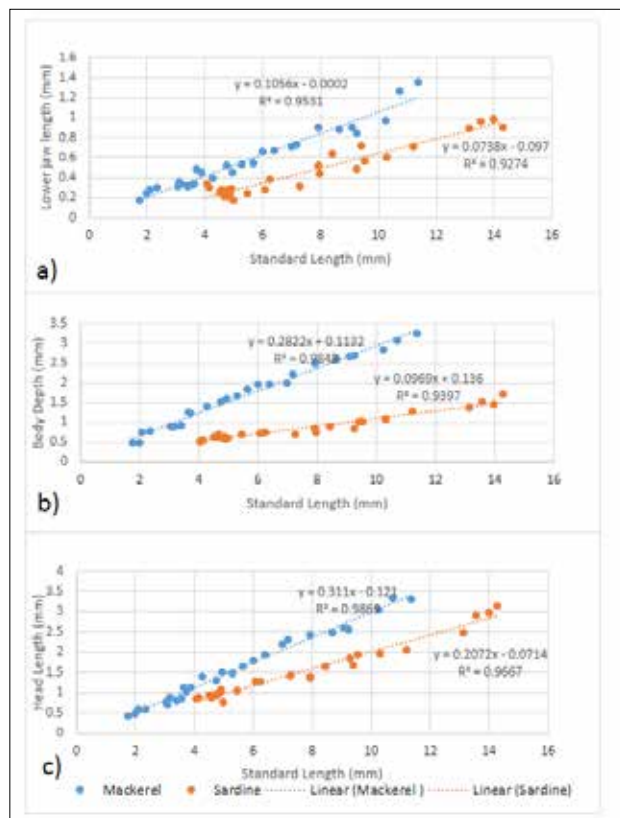 1.6
1.4
1.2
1
0.8
0.6
0.4
0.2
0
Lower jaw length (mm)
y = 0.1056x - 0.0002
R² = 0.9531
y = 0.0738x - 0.097
R² = 0.9274
0 2 4 6 8 10 12 14 16
Standard Length (mm)
a)
3.5
3
2.5
2
1.5
1
0.5
0
Body Depth (mm)
y = 0.2822x + 0.1132
R² =
y = 0.0969x + 0.136
R² = 0.9397
0 2 4 6 8 10 12 14 16
Standard Length (mm)
b)
4
3.5
3
2.5
2
1.5
1
0.5
0
Head Length (mm)
y = 0.311x - 0.121
R² = 0.9869
y = 0.2072x - 0.0714
R² = 0.9667
0 2 4 6 8 10 12 14 16
Standard Length (mm)
c)
Mackerel Sardine Linear (Mackerel ) Linear (Sardine)